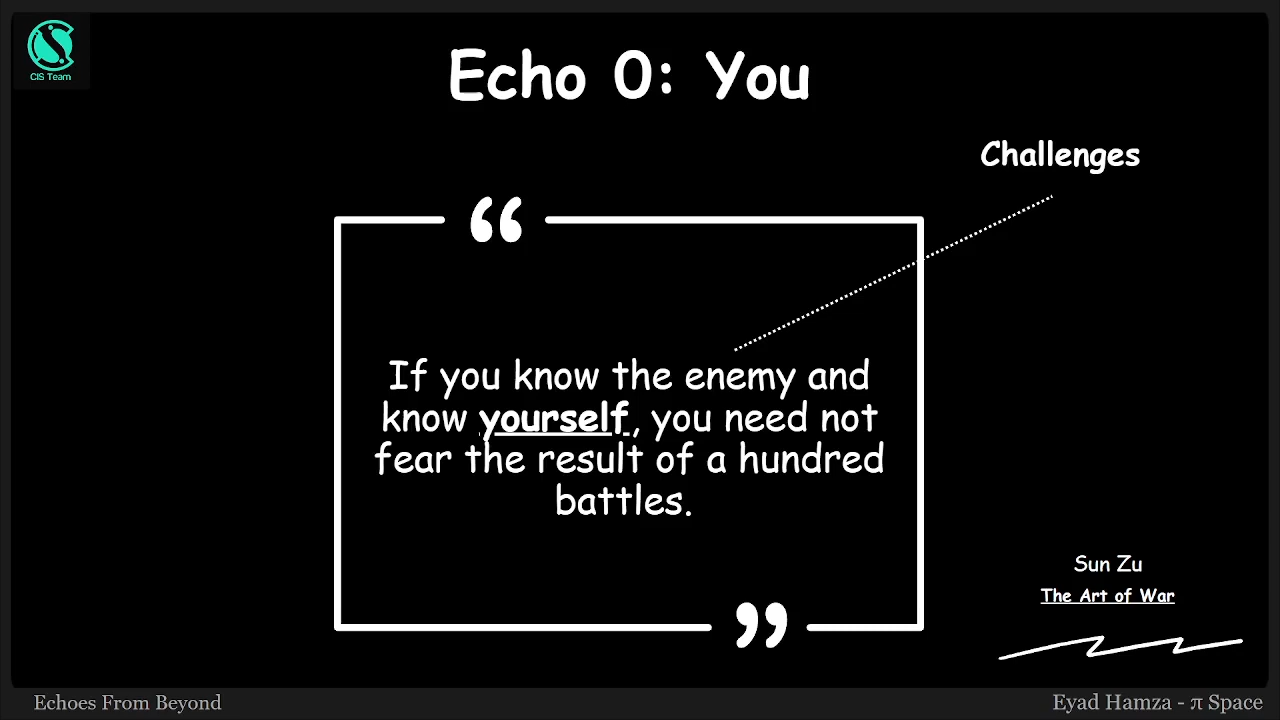 CIS Team
Echo 0: You
Challenges
“
If you know the enemy and
know yourself, you need not
fear the result of a hundred
battles.
”
Sun Zu
The Art of War
Echoes From Beyond
Eyad Hamza - π Space